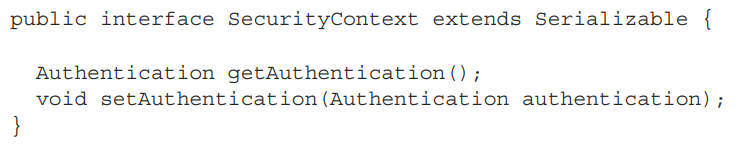 public interface SecurityContext extends Serializable {
Authentication getAuthentication();
void setAuthentication(Authentication authentication);
}